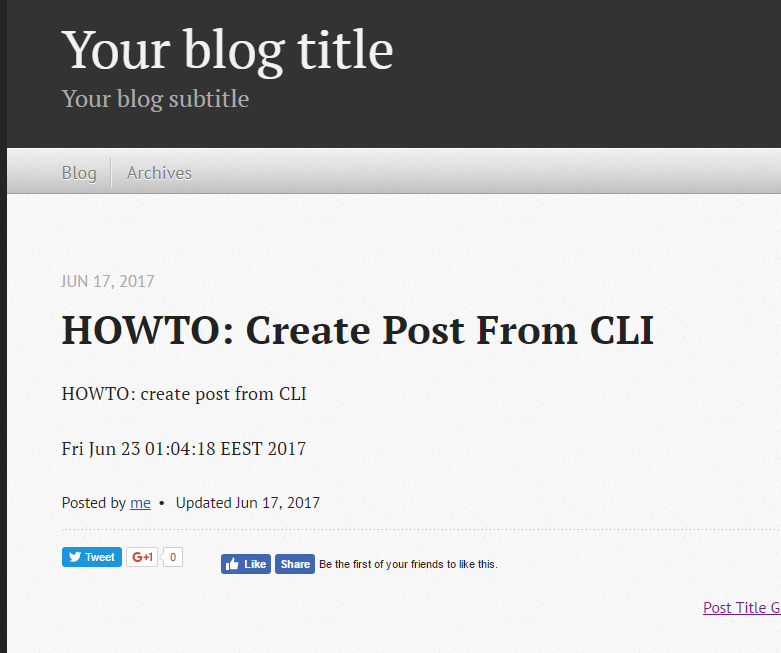 Your blog title
Your blog subtitle
Blog Archives
JUN 17, 2017
HOWTO: Create Post From CLI
HOWTO: create post from CLI
Fri Jun 23 01:04:18 EEST 2017
Posted by me • Updated Jun 17, 2017
Tweet G+1 0 Like Share Be the first of your friends to like this.
Post Title G